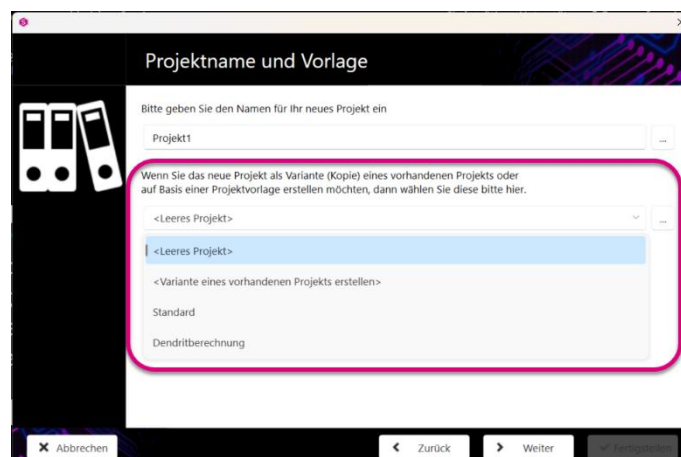 Projektname und Vorlage
Bitte geben Sie den Namen für Ihr neues Projekt ein
Projekt1
...
Wenn Sie das neue Projekt als Variante (Kopie) eines vorhandenen Projekts oder
auf Basis einer Projektvorlage erstellen möchten, dann wählen Sie diese bitte hier.
<Leeres Projekt>
...
<Leeres Projekt>
<Variante eines vorhandenen Projekts erstellen>
Standard
Dendritberechnung
Abbrechen
Zurück
Weiter
Fertigstellen